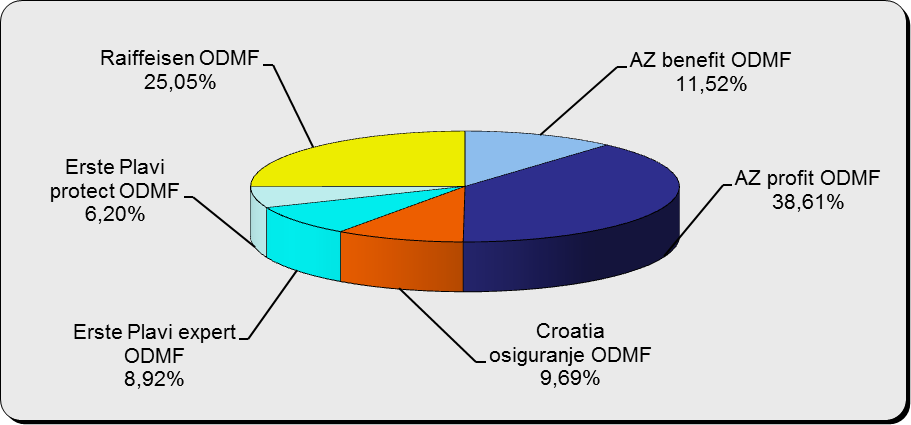 Raiffeisen ODMF
25,05%
AZ benefit ODMF
11,52%
Erste Plavi
protect ODMF
6,20%
AZ profit ODMF
38,61%
Erste Plavi expert
ODMF
8,92%
Croatia
osiguranje ODMF
9,69%